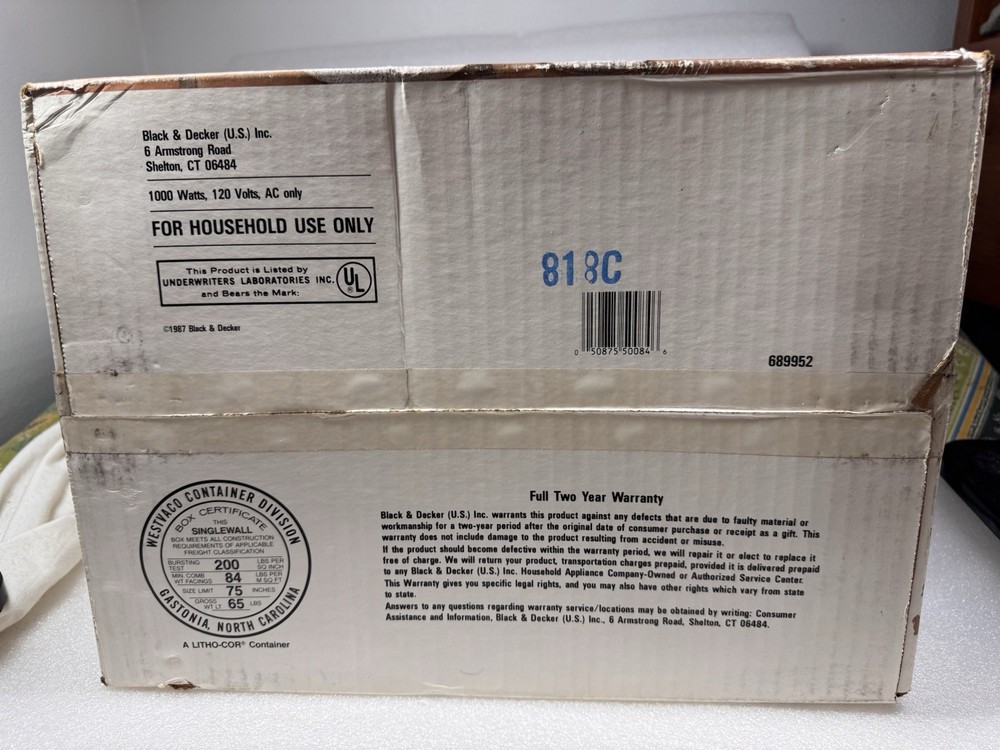 Black & Decker (U.S.) Inc.
6 Armstrong Road
Shelton, CT 06484
1000 Watts, 120 Volts, AC only
FOR HOUSEHOLD USE ONLY
This Product is Listed by
UNDERWRITERS LABORATORIES INC.
and Bears the Mark:
UL
®
©1987 Black & Decker
818C
0 50875 50084 6
689952
WESTVACO CONTAINER DIVISION
BOX CERTIFICATE
THIS
SINGLEWALL
BOX MEETS ALL CONSTRUCTION
REQUIREMENTS OF APPLICABLE
FREIGHT CLASSIFICATION
BURSTING TEST 200 LBS PER SQ INCH
MIN. COMB WT FACINGS 84 LBS PER M SQ FT
SIZE LIMIT 75 INCHES
GROSS WT LT 65 LBS
GASTONIA, NORTH CAROLINA
A LITHO-COR® Container
Full Two Year Warranty
Black & Decker (U.S.) Inc. warrants this product against any defects that are due to faulty material or
workmanship for a two-year period after the original date of consumer purchase or receipt as a gift. This
warranty does not include damage to the product resulting from accident or misuse.
If the product should become defective within the warranty period, we will repair it or elect to replace it
free of charge. We will return your product, transportation charges prepaid, provided it is delivered prepaid
to any Black & Decker (U.S.) Inc. Household Appliance Company-Owned or Authorized Service Center.
This Warranty gives you specific legal rights, and you may also have other rights which vary from state
to state.
Answers to any questions regarding warranty service/locations may be obtained by writing: Consumer
Assistance and Information, Black & Decker (U.S.) Inc., 6 Armstrong Road, Shelton, CT 06484.